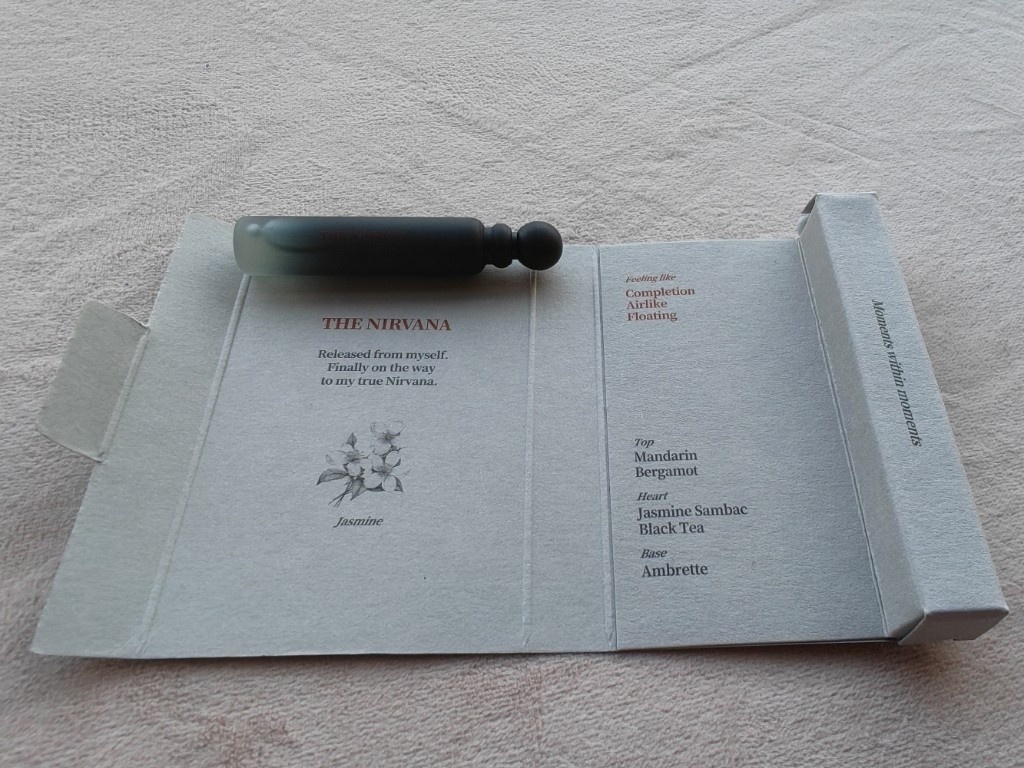 THE NIRVANA
Released from myself.
Finally on the way
to my true Nirvana.
Jasmine
Feeling like
Completion
Airlike
Floating
Top
Mandarin
Bergamot
Heart
Jasmine Sambac
Black Tea
Base
Ambrette
Moments within moments